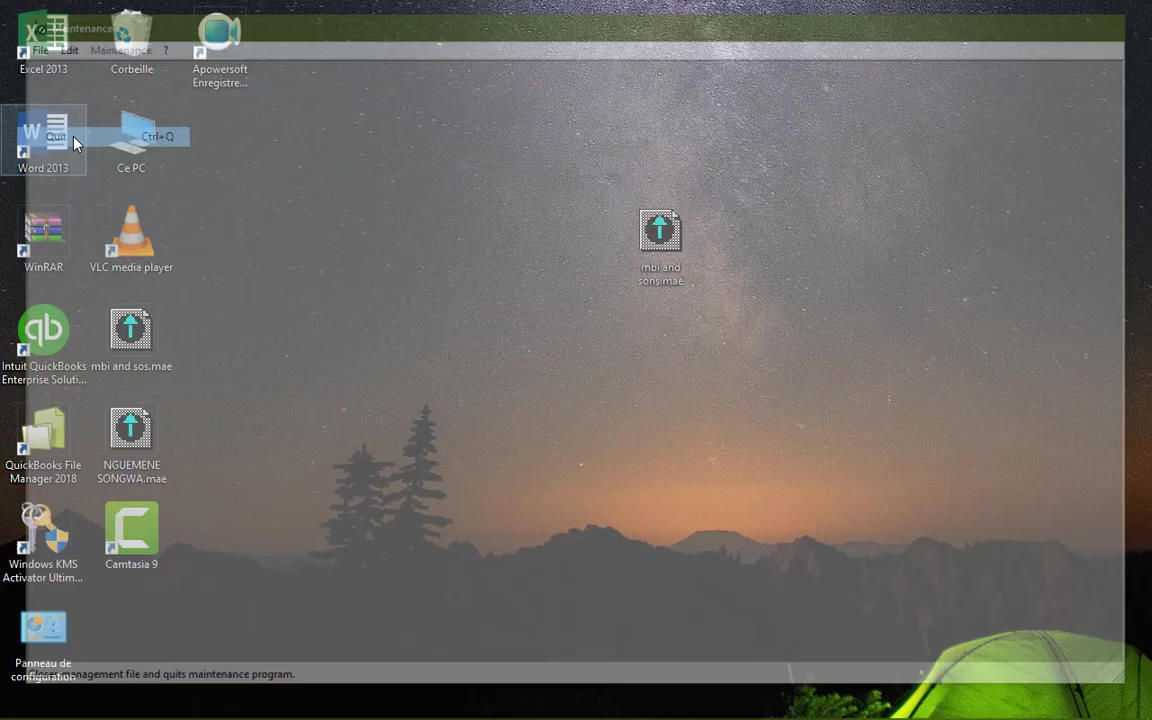 Maintenance
File Edit Maintenance ?
Excel 2013
Corbeille
Apowersoft
Enregistre...
Quit Ctrl+Q
Word 2013
Ce PC
WinRAR
VLC media player
mbi and
sons.mae
Intuit QuickBooks
Enterprise Soluti...
mbi and sos.mae
QuickBooks File
Manager 2018
NGUEMENE
SONGWA.mae
Windows KMS
Activator Ultim...
Camtasia 9
Panneau de
configuration
management file and quits maintenance program.